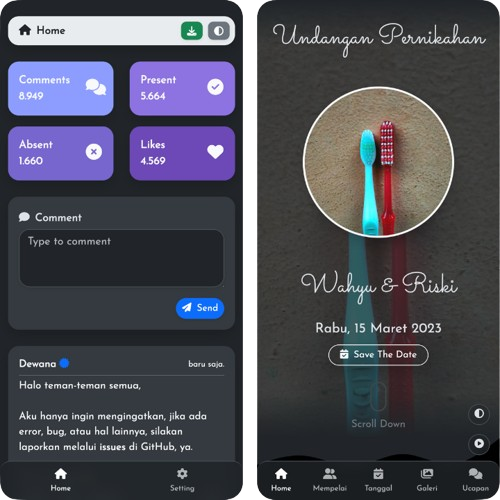 Home
Comments
8.949
Present
5.664
Absent
1.660
Likes
4.569
Comment
Type to comment
Send
Dewana
baru saja.
Halo teman-teman semua,
Aku hanya ingin mengingatkan, jika ada
error, bug, atau hal lainnya, silakan
laporkan melalui issues di GitHub, ya.
Home
Setting
Undangan Pernikahan
Wahyu & Riski
Rabu, 15 Maret 2023
Save The Date
Scroll Down
Home
Mempelai
Tanggal
Galeri
Ucapan